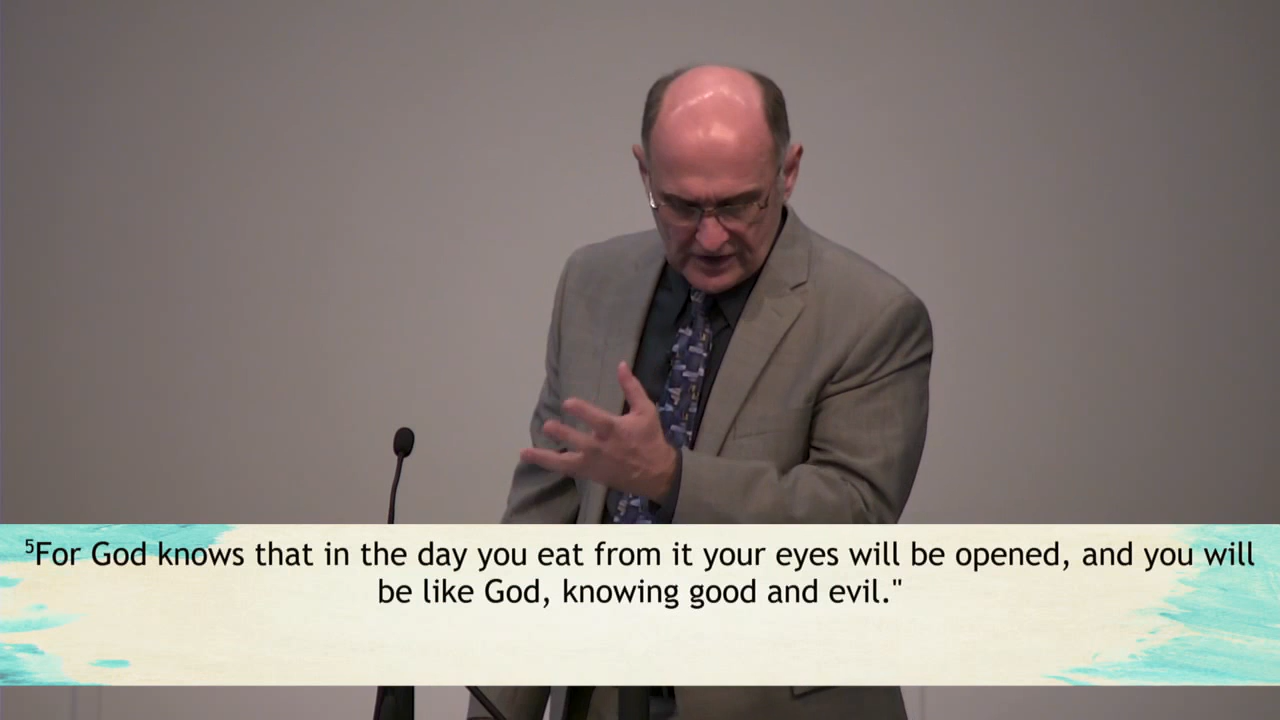 ⁵For God knows that in the day you eat from it your eyes will be opened, and you will
be like God, knowing good and evil."